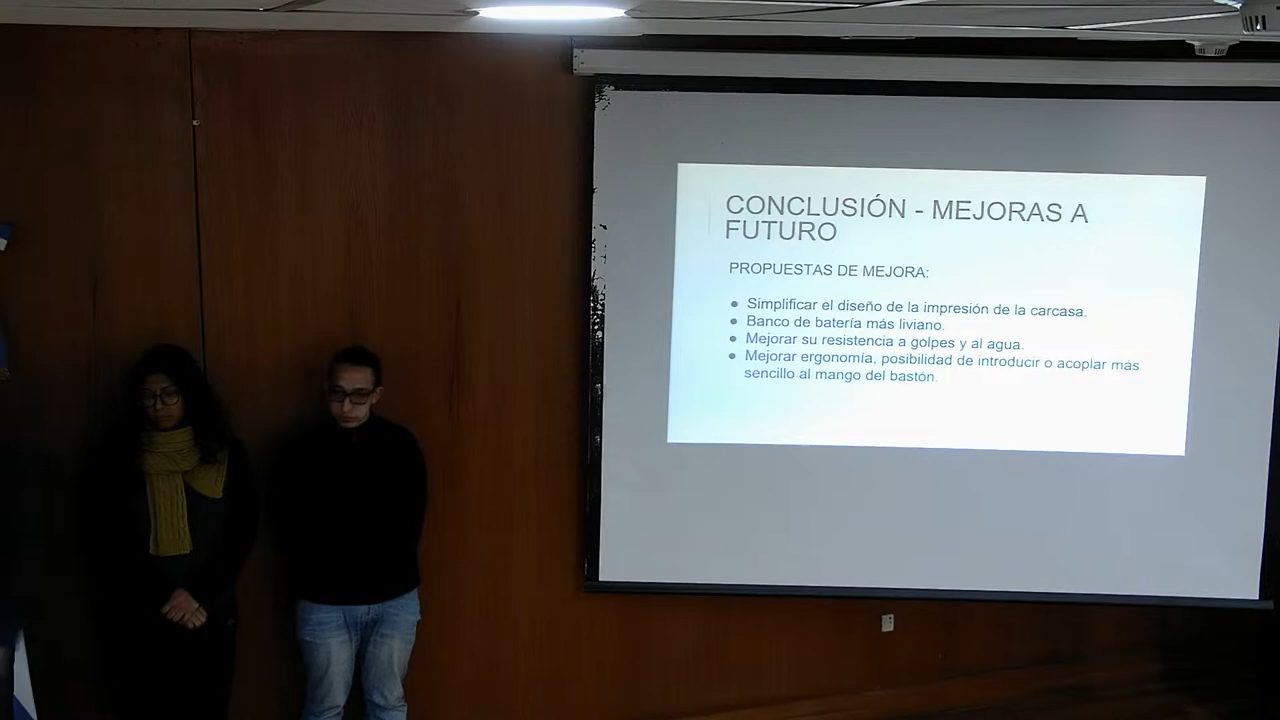 CONCLUSIÓN - MEJORAS A
FUTURO
PROPUESTAS DE MEJORA:
● Simplificar el diseño de la impresión de la carcasa.
● Banco de batería más liviano.
● Mejorar su resistencia a golpes y al agua.
● Mejorar ergonomía, posibilidad de introducir o acoplar más
sencillo al mango del bastón.